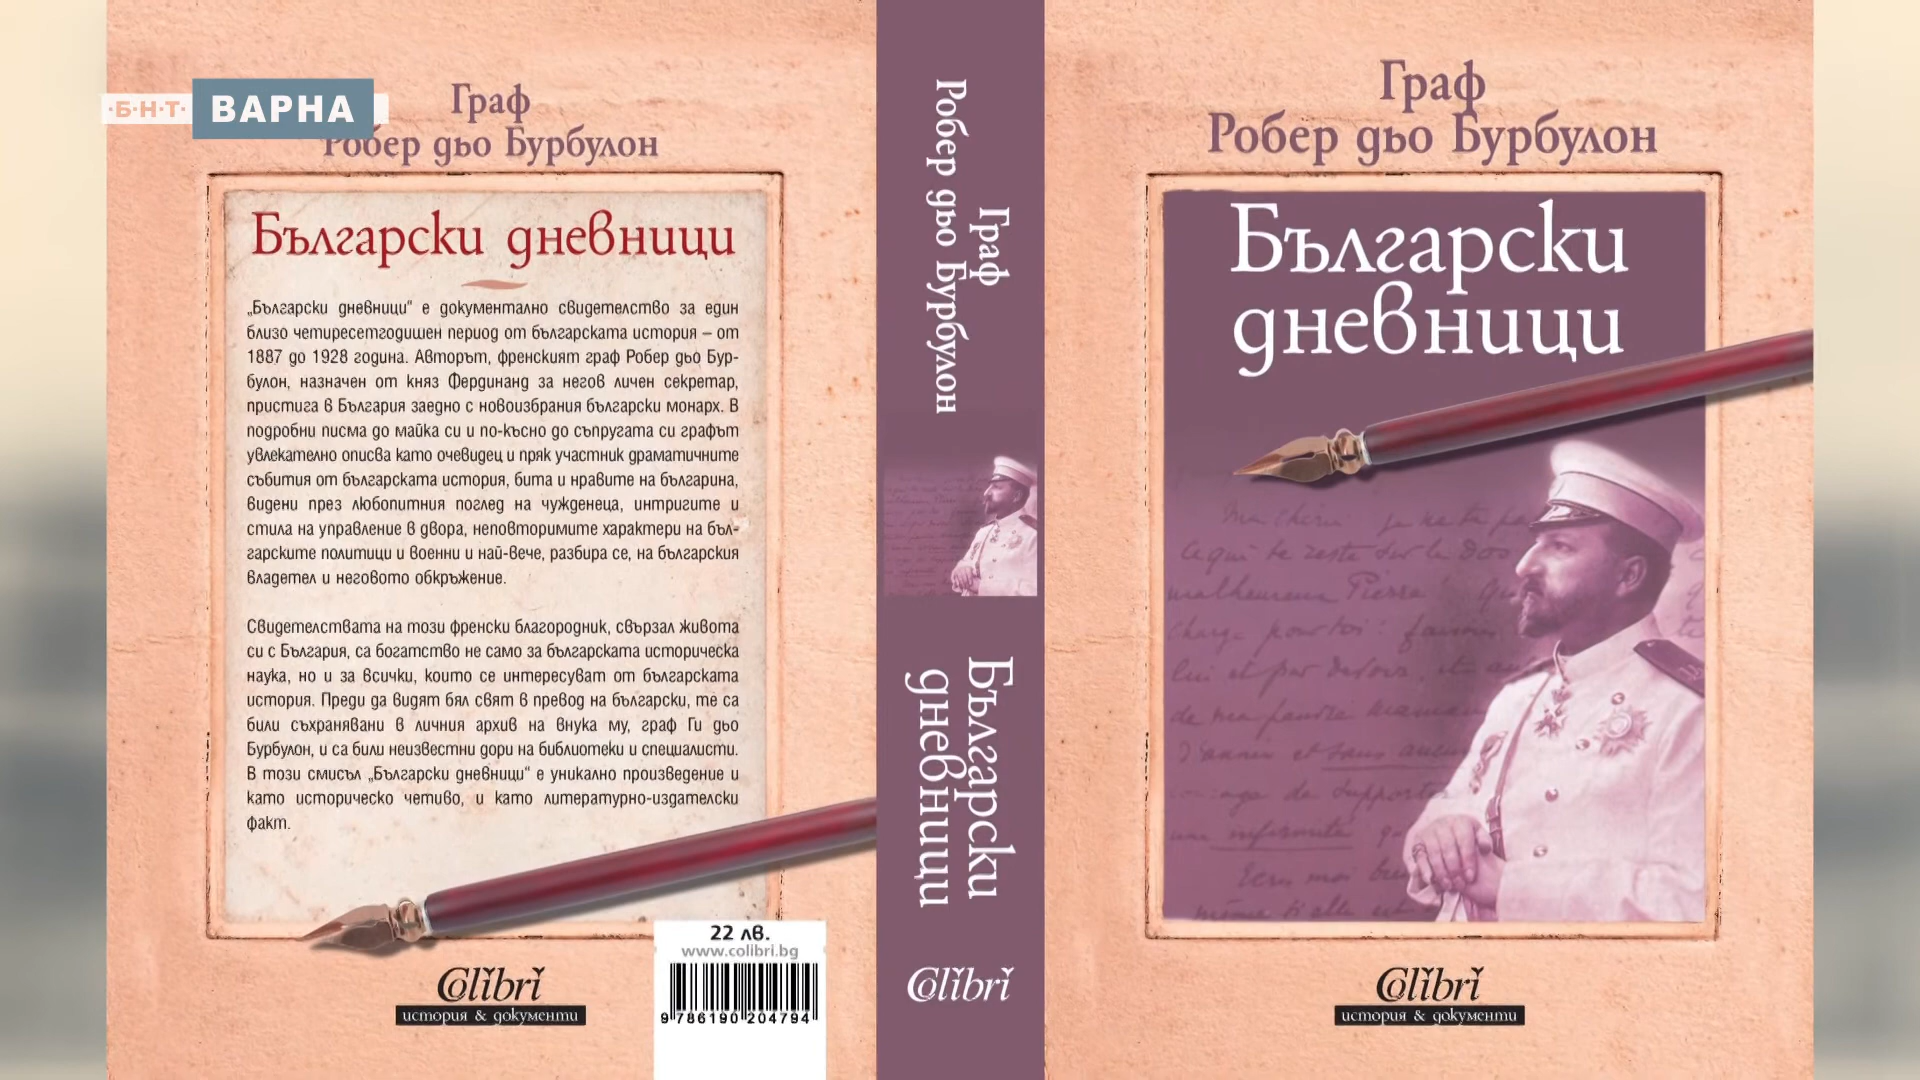 ·Б·Н·Т· ВАРНА
Граф
Робер дьо Бурбулон
Български дневници
„Български дневници“ е документално свидетелство за един
близо четиресетгодишен период от българската история – от
1887 до 1928 година. Авторът, френският граф Робер дьо Бур-
булон, назначен от княз Фердинанд за негов личен секретар,
пристига в България заедно с новоизбрания български монарх. В
подробни писма до майка си и по-късно до съпругата си графът
увлекателно описва като очевидец и пряк участник драматичните
събития от българската история, бита и нравите на българина,
видени през любопитния поглед на чужденеца, интригите и
стила на управление в двора, неповторимите характери на бъл-
гарските политици и военни и най-вече, разбира се, на българския
владетел и неговото обкръжение.
Свидетелствата на този френски благородник, свързал живота
си с България, са богатство не само за българската историческа
наука, но и за всички, които се интересуват от българската
история. Преди да видят бял свят в превод на български, те са
били съхранявани в личния архив на внука му, граф Ги дьо
Бурбулон, и са били неизвестни дори на библиотеки и специалисти.
В този смисъл „Български дневници“ е уникално произведение и
като историческо четиво, и като литературно-издателски
факт.
22 лв.
www.colibri.bg
9 786190 204794
Colibri
история & документи
Граф
Робер дьо Бурбулон
Български
дневници
Colibri
Граф
Робер дьо Бурбулон
Български
дневници
Colibri
история & документи